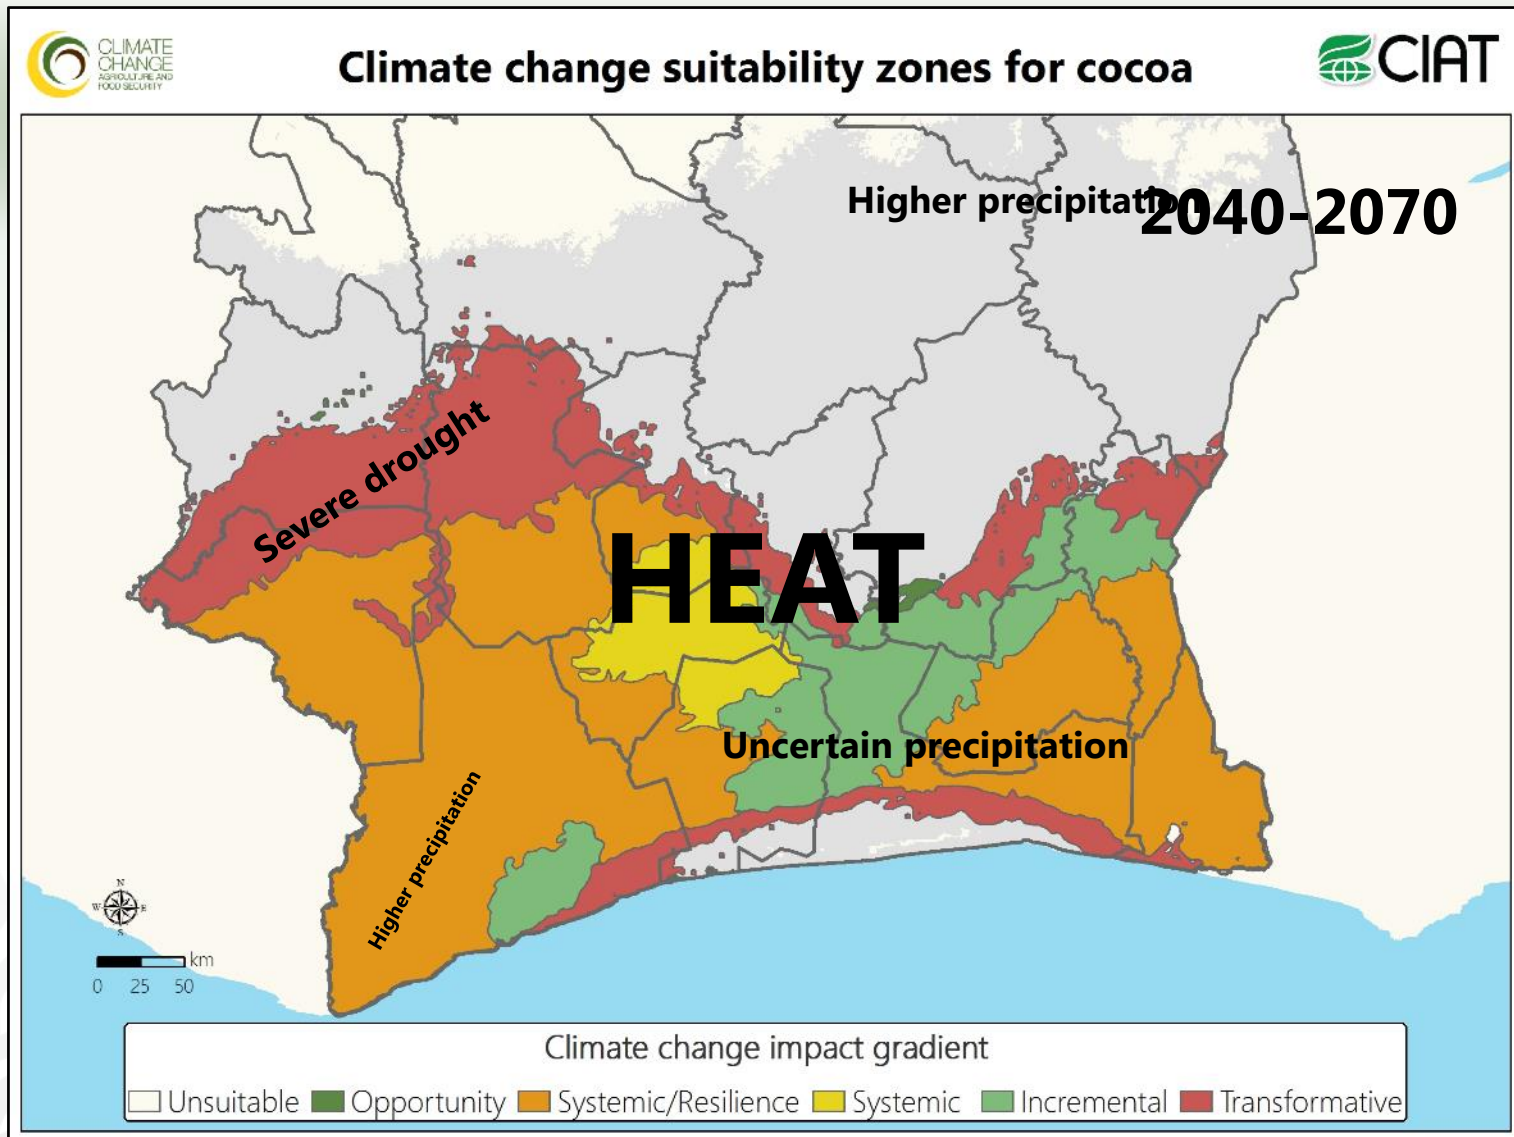 CLIMATE
CHANGE
AGRICULTURE AND
FOOD SECURITY
Climate change suitability zones for cocoa
CIAT
Higher precipitation
2040-2070
Severe drought
HEAT
Uncertain precipitation
Higher precipitation
N
W E
S
km
0 25 50
Climate change impact gradient
Unsuitable Opportunity Systemic/Resilience Systemic Incremental Transformative